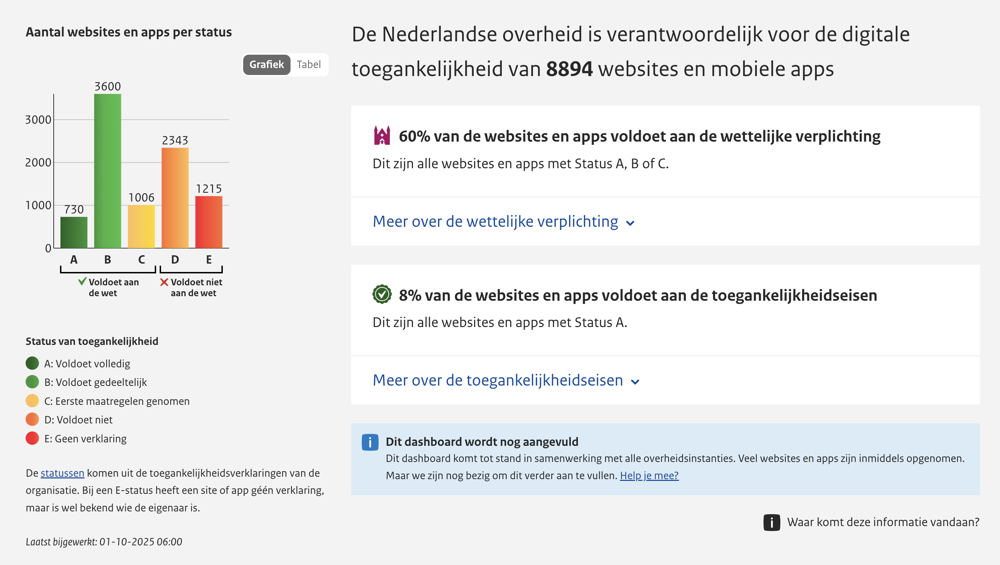 Aantal websites en apps per status
Grafiek Tabel
3600
3000
2343
2000
1215
1006
1000
730
0
A B C D E
Voldoet aan
de wet
Voldoet niet
aan de wet
Status van toegankelijkheid
A: Voldoet volledig
B: Voldoet gedeeltelijk
C: Eerste maatregelen genomen
D: Voldoet niet
E: Geen verklaring
De statussen komen uit de toegankelijkheidsverklaringen van de
organisatie. Bij een E-status heeft een site of app géén verklaring,
maar is wel bekend wie de eigenaar is.
Laatst bijgewerkt: 01-10-2025 06:00
De Nederlandse overheid is verantwoordelijk voor de digitale
toegankelijkheid van 8894 websites en mobiele apps
60% van de websites en apps voldoet aan de wettelijke verplichting
Dit zijn alle websites en apps met Status A, B of C.
Meer over de wettelijke verplichting
8% van de websites en apps voldoet aan de toegankelijkheidseisen
Dit zijn alle websites en apps met Status A.
Meer over de toegankelijkheidseisen
i Dit dashboard wordt nog aangevuld
Dit dashboard komt tot stand in samenwerking met alle overheidsinstanties. Veel websites en apps zijn inmiddels opgenomen.
Maar we zijn nog bezig om dit verder aan te vullen. Help je mee?
i Waar komt deze informatie vandaan?